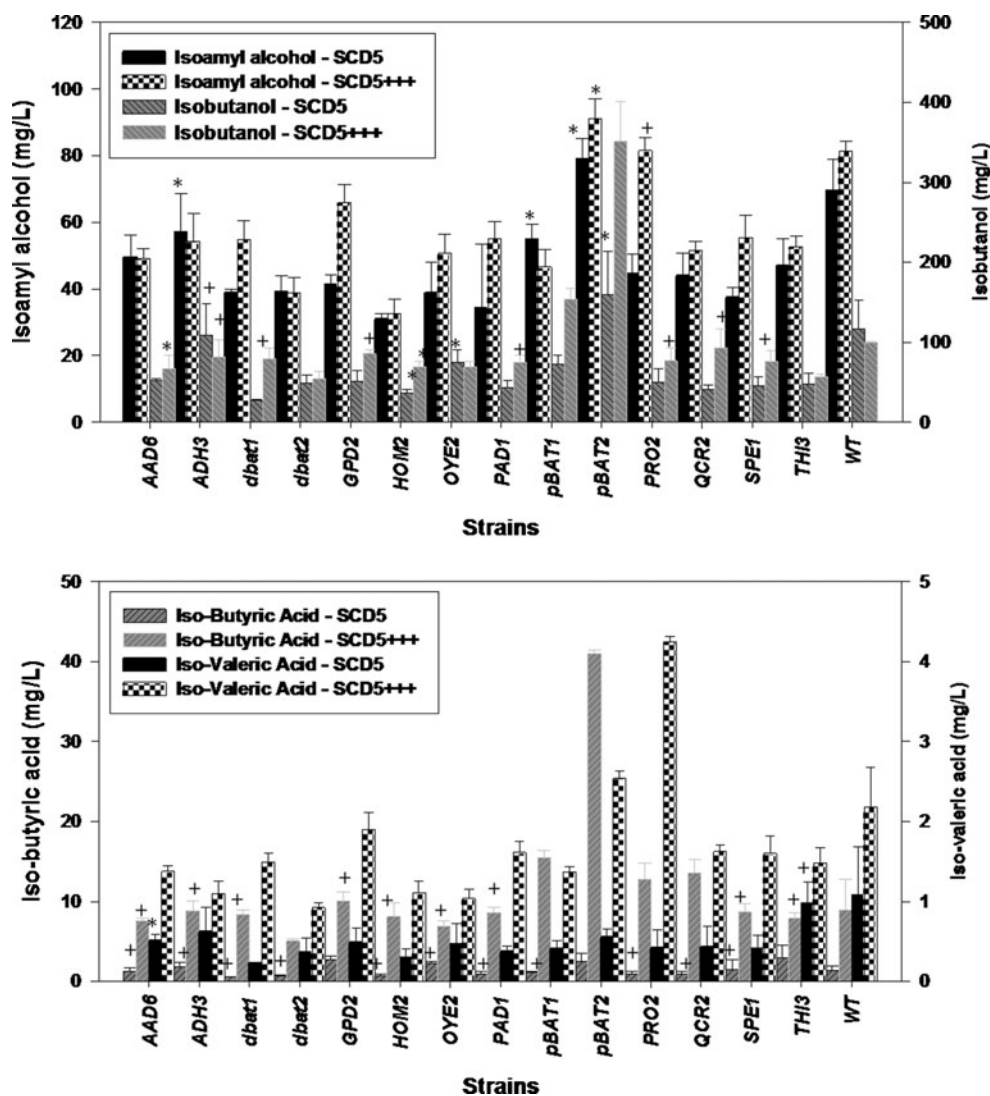 120
100
80
60
40
20
0
Isoamyl alcohol (mg/L)
500
400
300
200
100
0
Isobutanol (mg/L)
Isoamyl alcohol - SCD5
Isoamyl alcohol - SCD5+++
Isobutanol - SCD5
Isobutanol - SCD5+++
* * + + * + + * * * * + * * * * + + + +
AAD6
ADH3
dbat1
dbat2
GPD2
HOM2
OYE2
PAD1
pBAT1
pBAT2
PRO2
QCR2
SPE1
THI3
WT
Strains
50
40
30
20
10
0
Iso-butyric acid (mg/L)
5
4
3
2
1
0
Iso-valeric acid (mg/L)
Iso-Butyric Acid - SCD5
Iso-Butyric Acid - SCD5+++
Iso-Valeric Acid - SCD5
Iso-Valeric Acid - SCD5+++
+ + * + + + + + + + + + + + + + + + + + + +
AAD6
ADH3
dbat1
dbat2
GPD2
HOM2
OYE2
PAD1
pBAT1
pBAT2
PRO2
QCR2
SPE1
THI3
WT
Strains